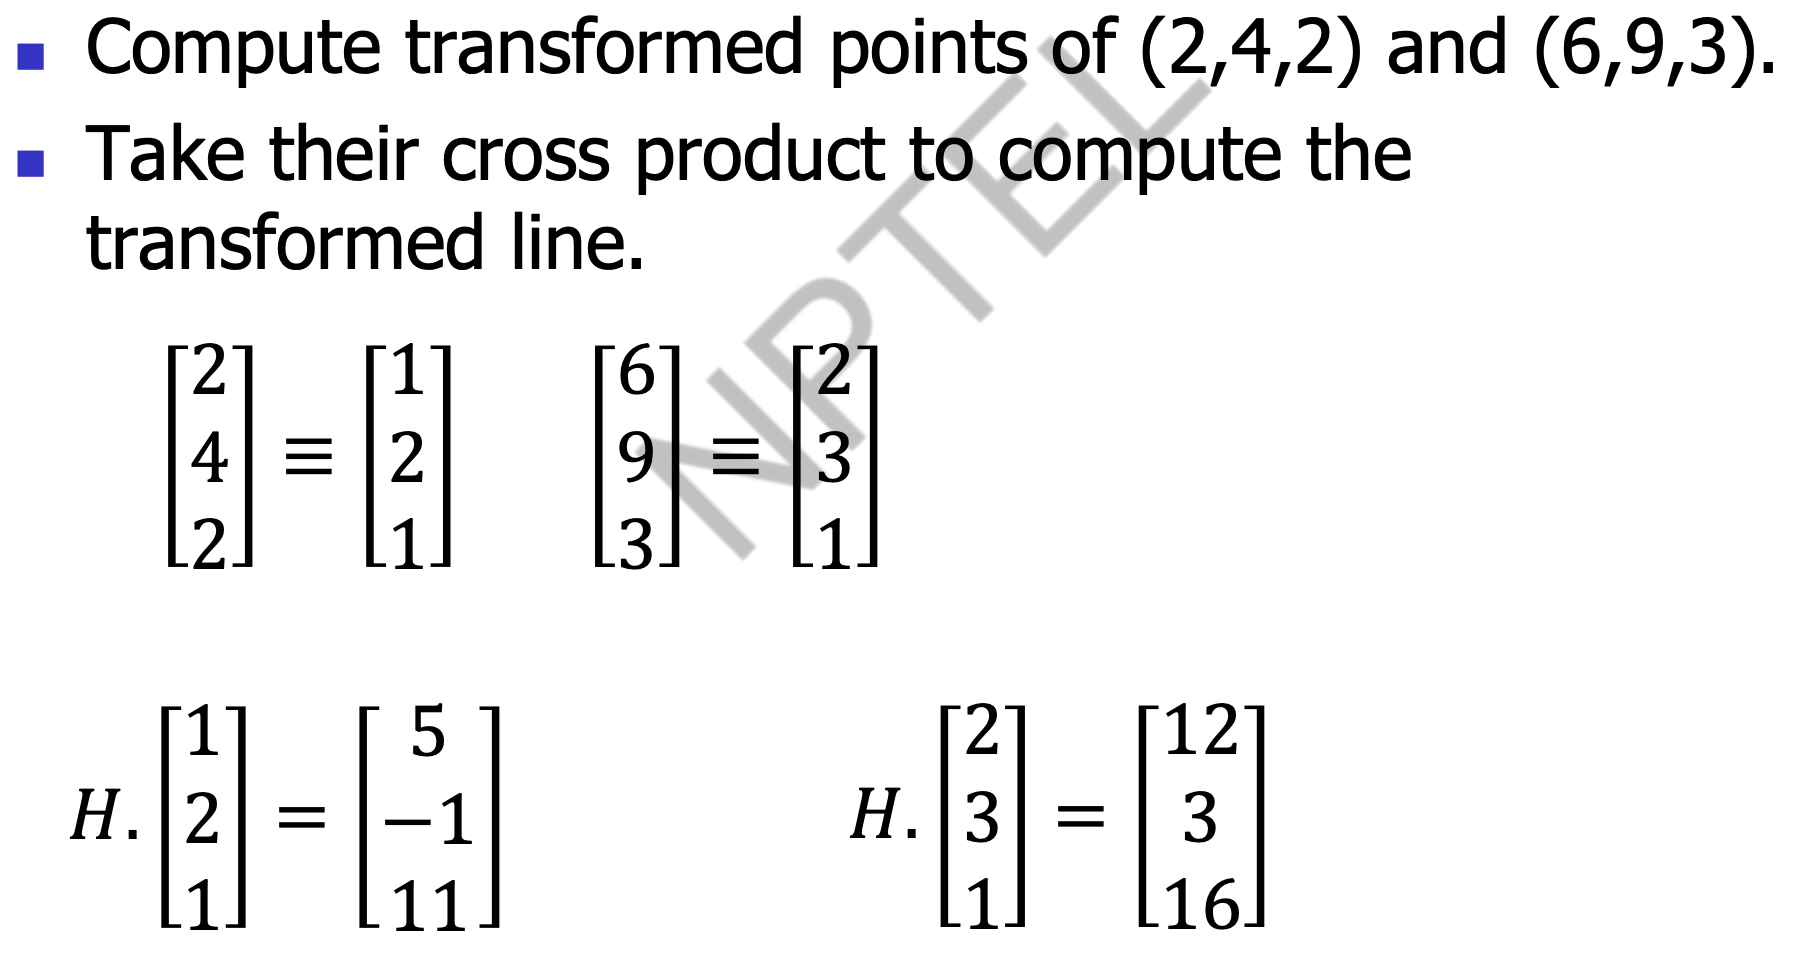 ▪ Compute transformed points of (2,4,2) and (6,9,3).
▪ Take their cross product to compute the
transformed line.
[2 4 2] ≡ [1 2 1] [6 9 3] ≡ [2 3 1]
H. [1 2 1] = [5 −1 11] H. [2 3 1] = [12 3 16]
NPTEL